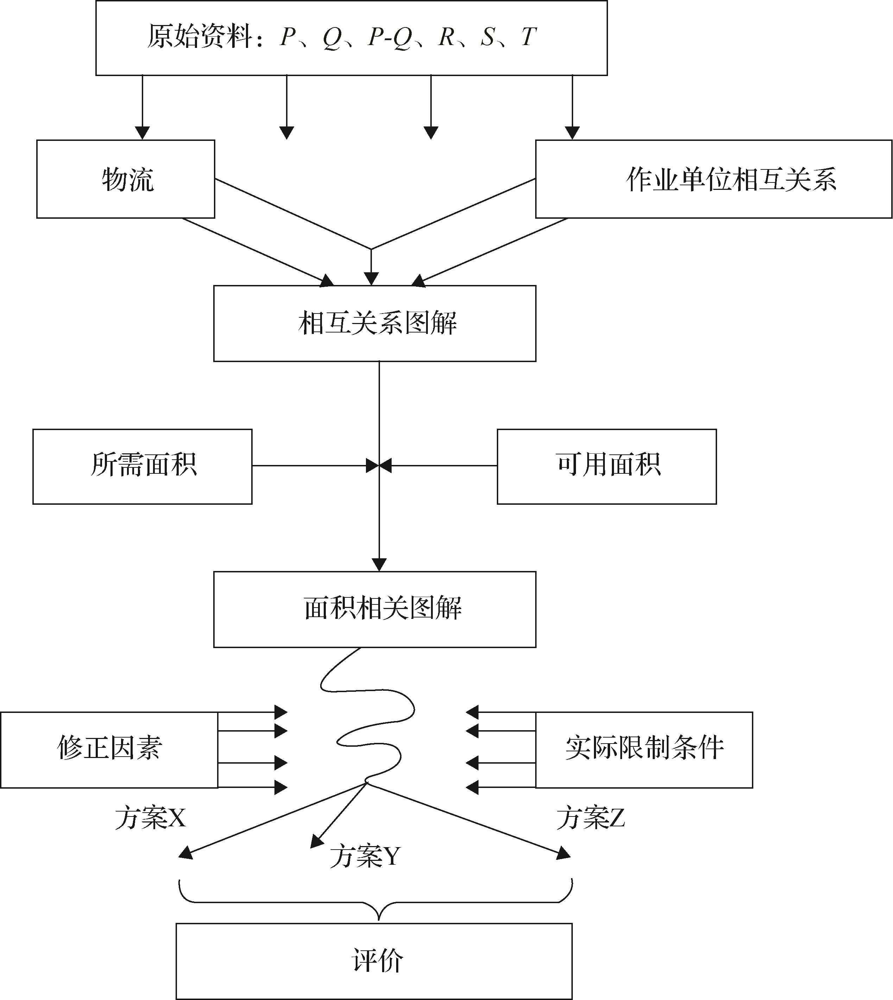 原始资料：P、Q、P-Q、R、S、T
物流
作业单位相互关系
相互关系图解
所需面积
可用面积
面积相关图解
修正因素
实际限制条件
方案X
方案Z
方案Y
评价